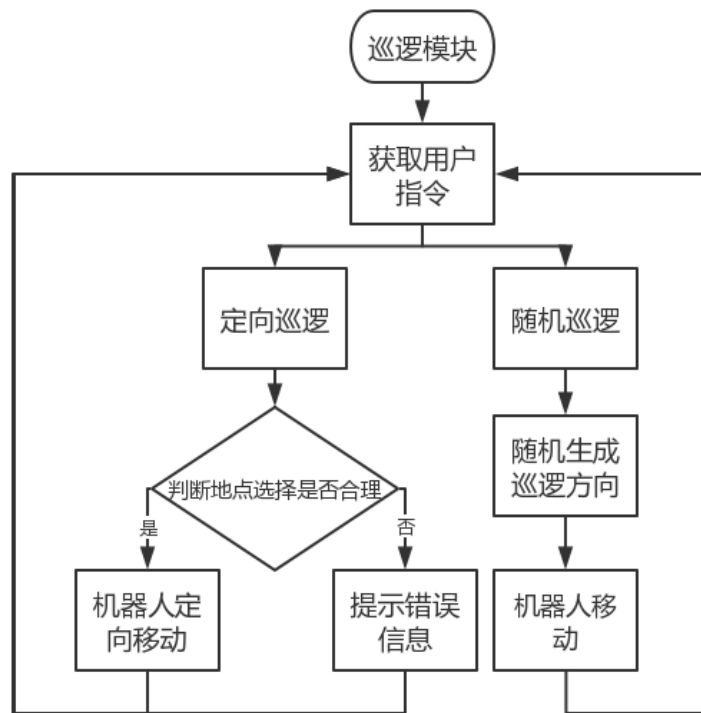 巡逻模块
获取用户
指令
定向巡逻
随机巡逻
判断地点选择是否合理
随机生成
巡逻方向
是
否
机器人定
向移动
提示错误
信息
机器人移
动